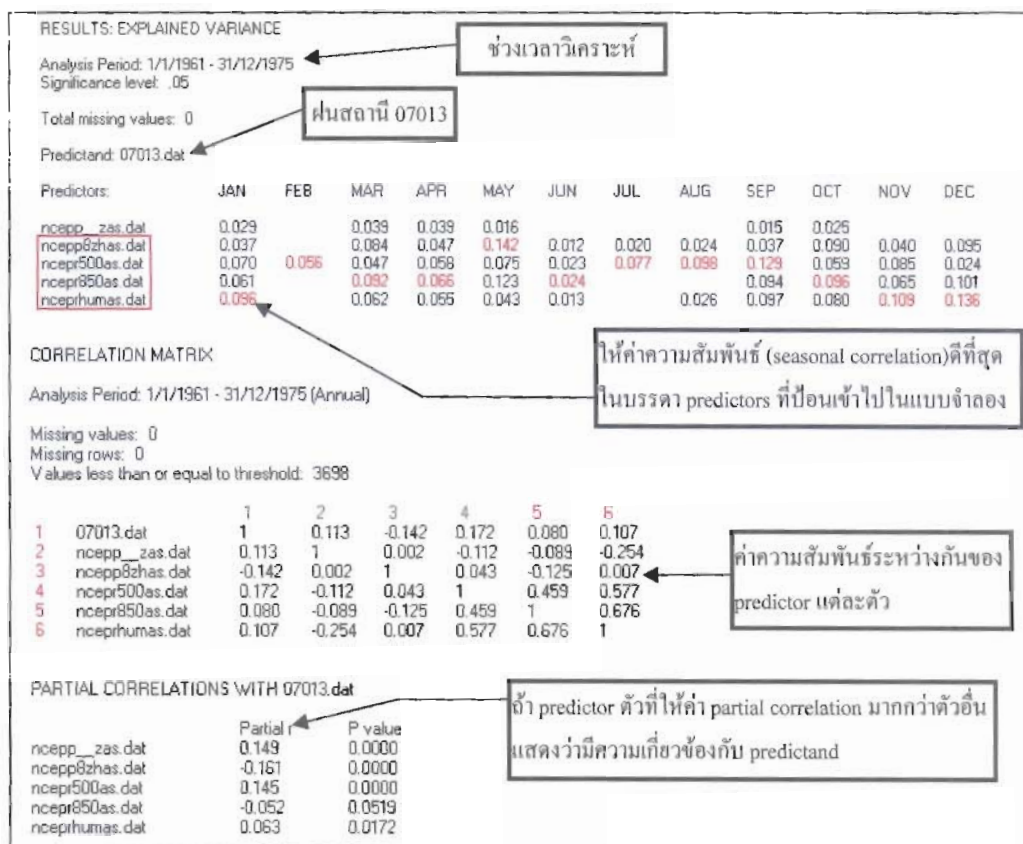 RESULTS: EXPLAINED VARIANCE
ช่วงเวลาวิเคราะห์
Analysis Period: 1/1/1961 - 31/12/1975
Significance level: .05
Total missing values: 0
ฝนสถานี 07013
Predictand: 07013.dat
Predictors: JAN FEB MAR APR MAY JUN JUL AUG SEP OCT NOV DEC
ncepp__zas.dat 0.029 0.039 0.039 0.016 0.015 0.025
ncepp8zhas.dat 0.037 0.084 0.047 0.142 0.012 0.020 0.024 0.037 0.090 0.040 0.095
ncepr500as.dat 0.070 0.056 0.047 0.058 0.075 0.023 0.077 0.098 0.129 0.059 0.085 0.024
ncepr850as.dat 0.061 0.092 0.066 0.123 0.024 0.094 0.096 0.065 0.101
nceprhumas.dat 0.096 0.062 0.055 0.043 0.013 0.026 0.097 0.080 0.109 0.136
ให้ค่าความสัมพันธ์ (seasonal correlation)ดีที่สุด
ในบรรดา predictors ที่ป้อนเข้าไปในแบบจำลอง
CORRELATION MATRIX
Analysis Period: 1/1/1961 - 31/12/1975 (Annual)
Missing values: 0
Missing rows: 0
Values less than or equal to threshold: 3698
1 2 3 4 5 6
1 07013.dat 1 0.113 -0.142 0.172 0.080 0.107
2 ncepp__zas.dat 0.113 1 0.002 -0.112 -0.089 -0.254
3 ncepp8zhas.dat -0.142 0.002 1 0.043 -0.125 0.007
4 ncepr500as.dat 0.172 -0.112 0.043 1 0.459 0.577
5 ncepr850as.dat 0.080 -0.089 -0.125 0.459 1 0.676
6 nceprhumas.dat 0.107 -0.254 0.007 0.577 0.676 1
ค่าความสัมพันธ์ระหว่างกันของ
predictor แต่ละตัว
PARTIAL CORRELATIONS WITH 07013.dat
ถ้า predictor ตัวที่ให้ค่า partial correlation มากกว่าตัวอื่น
แสดงว่ามีความเกี่ยวข้องกับ predictand
Partial r P value
ncepp__zas.dat 0.149 0.0000
ncepp8zhas.dat -0.161 0.0000
ncepr500as.dat 0.145 0.0000
ncepr850as.dat -0.052 0.0519
nceprhumas.dat 0.063 0.0172